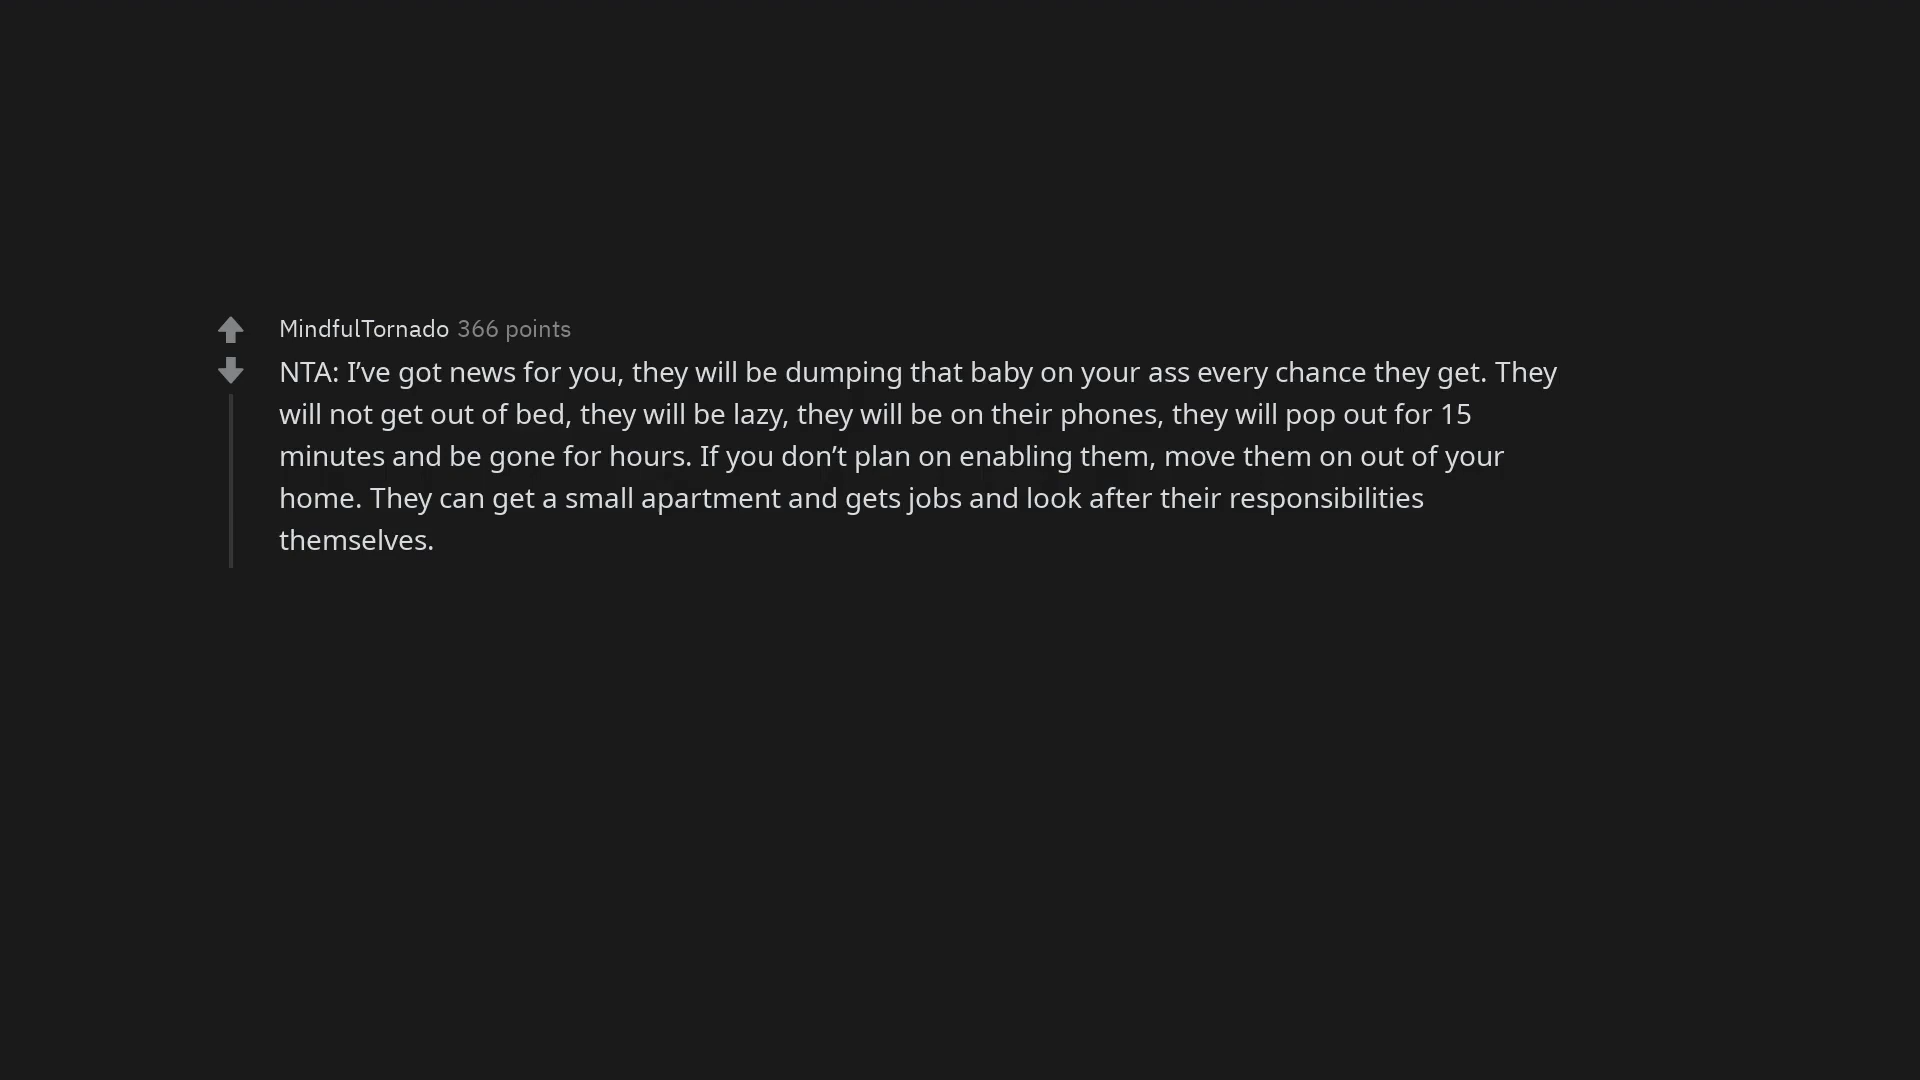 MindfulTornado 366 points
NTA: I’ve got news for you, they will be dumping that baby on your ass every chance they get. They
will not get out of bed, they will be lazy, they will be on their phones, they will pop out for 15
minutes and be gone for hours. If you don’t plan on enabling them, move them on out of your
home. They can get a small apartment and gets jobs and look after their responsibilities
themselves.